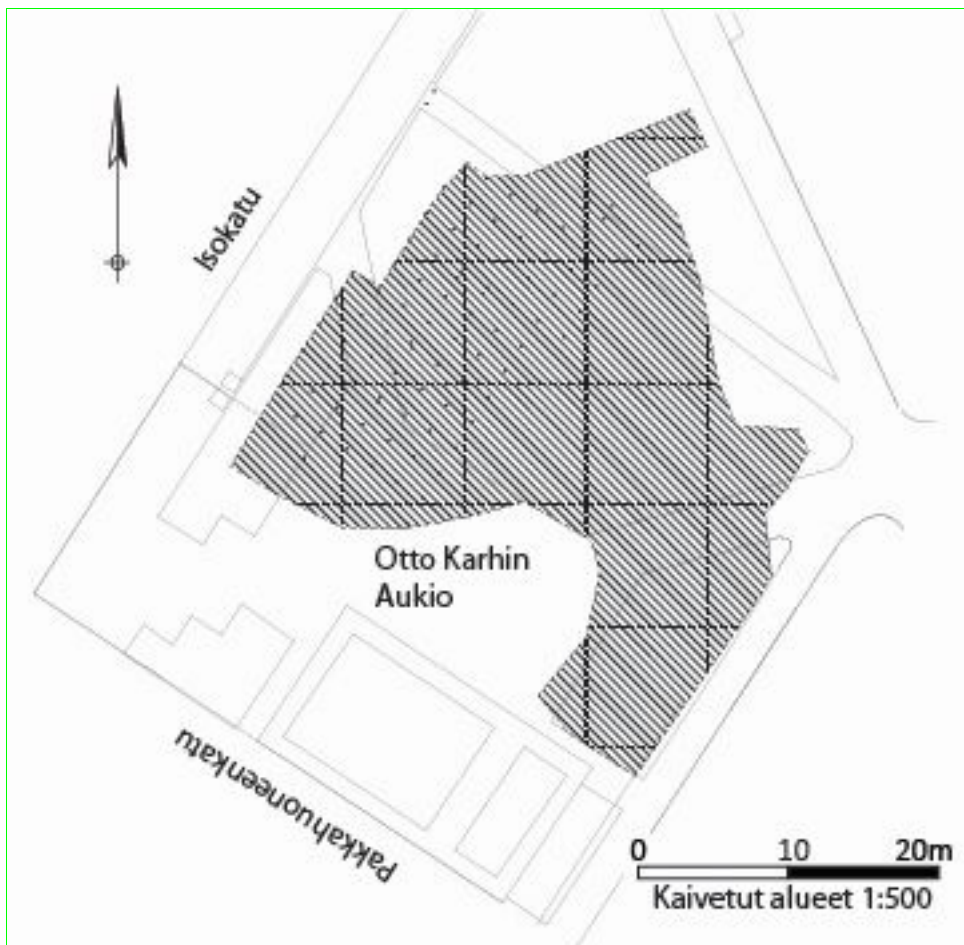 Isokatu
Otto Karhin
Aukio
Pakkahuoneenkatu
0 10 20m
Kaivetut alueet 1:500